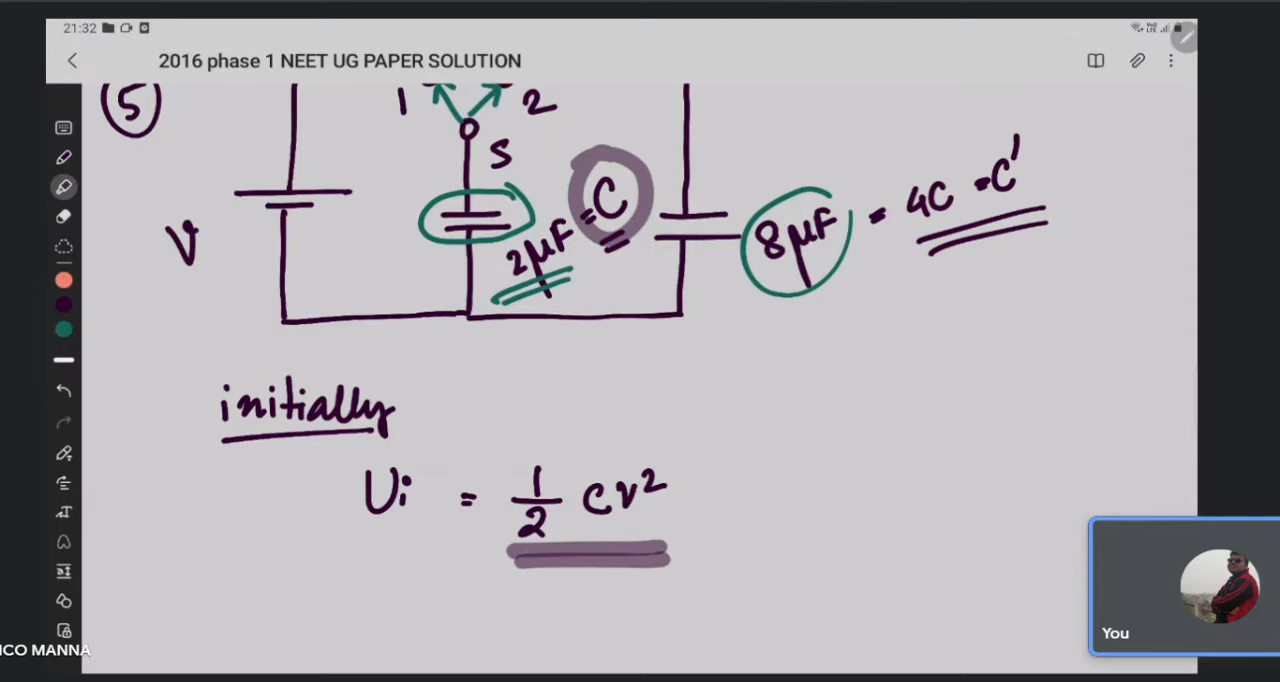 21:32
2016 phase 1 NEET UG PAPER SOLUTION
5
1 2
S
V
2μF = C
8μF = 4C = C'
initially
Ui = 1/2 CV²
You
ICO MANNA